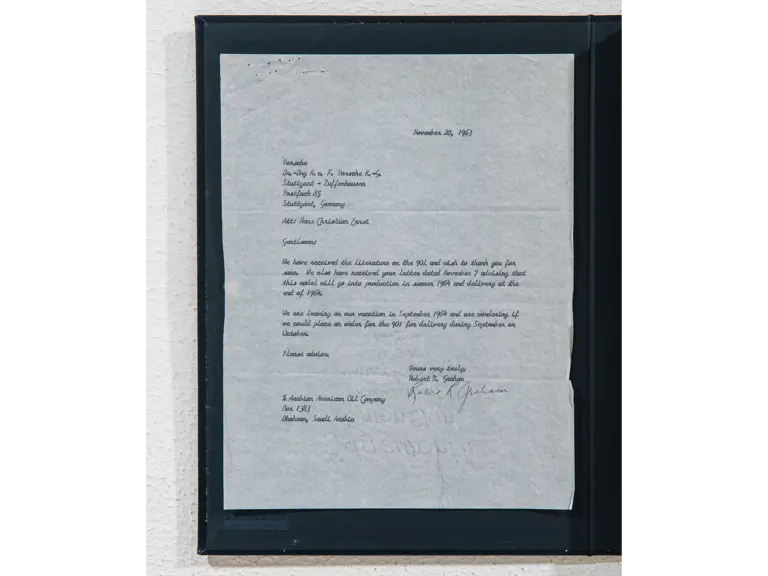 November 20, 1963
Porsche
Dr.-Ing H. c. F. Porsche K.-G.
Stuttgart - Zuffenhausen
Postfach 85
Stuttgart, Germany
Att: Hans Christian Ernst
Gentlemen:
We have received the literature on the 901 and wish to thank you for
same. We also have received your letter dated November 7 advising that
this model will go into production in summer 1964 and delivery at the
end of 1964.
We are leaving on our vacation in September 1964 and are wondering if
we could place an order for the 901 for delivery during September or
October.
Please advise.
Yours very truly,
Robert R. Graham
% Arabian American Oil Company
Box 1383
Dhahran, Saudi Arabia